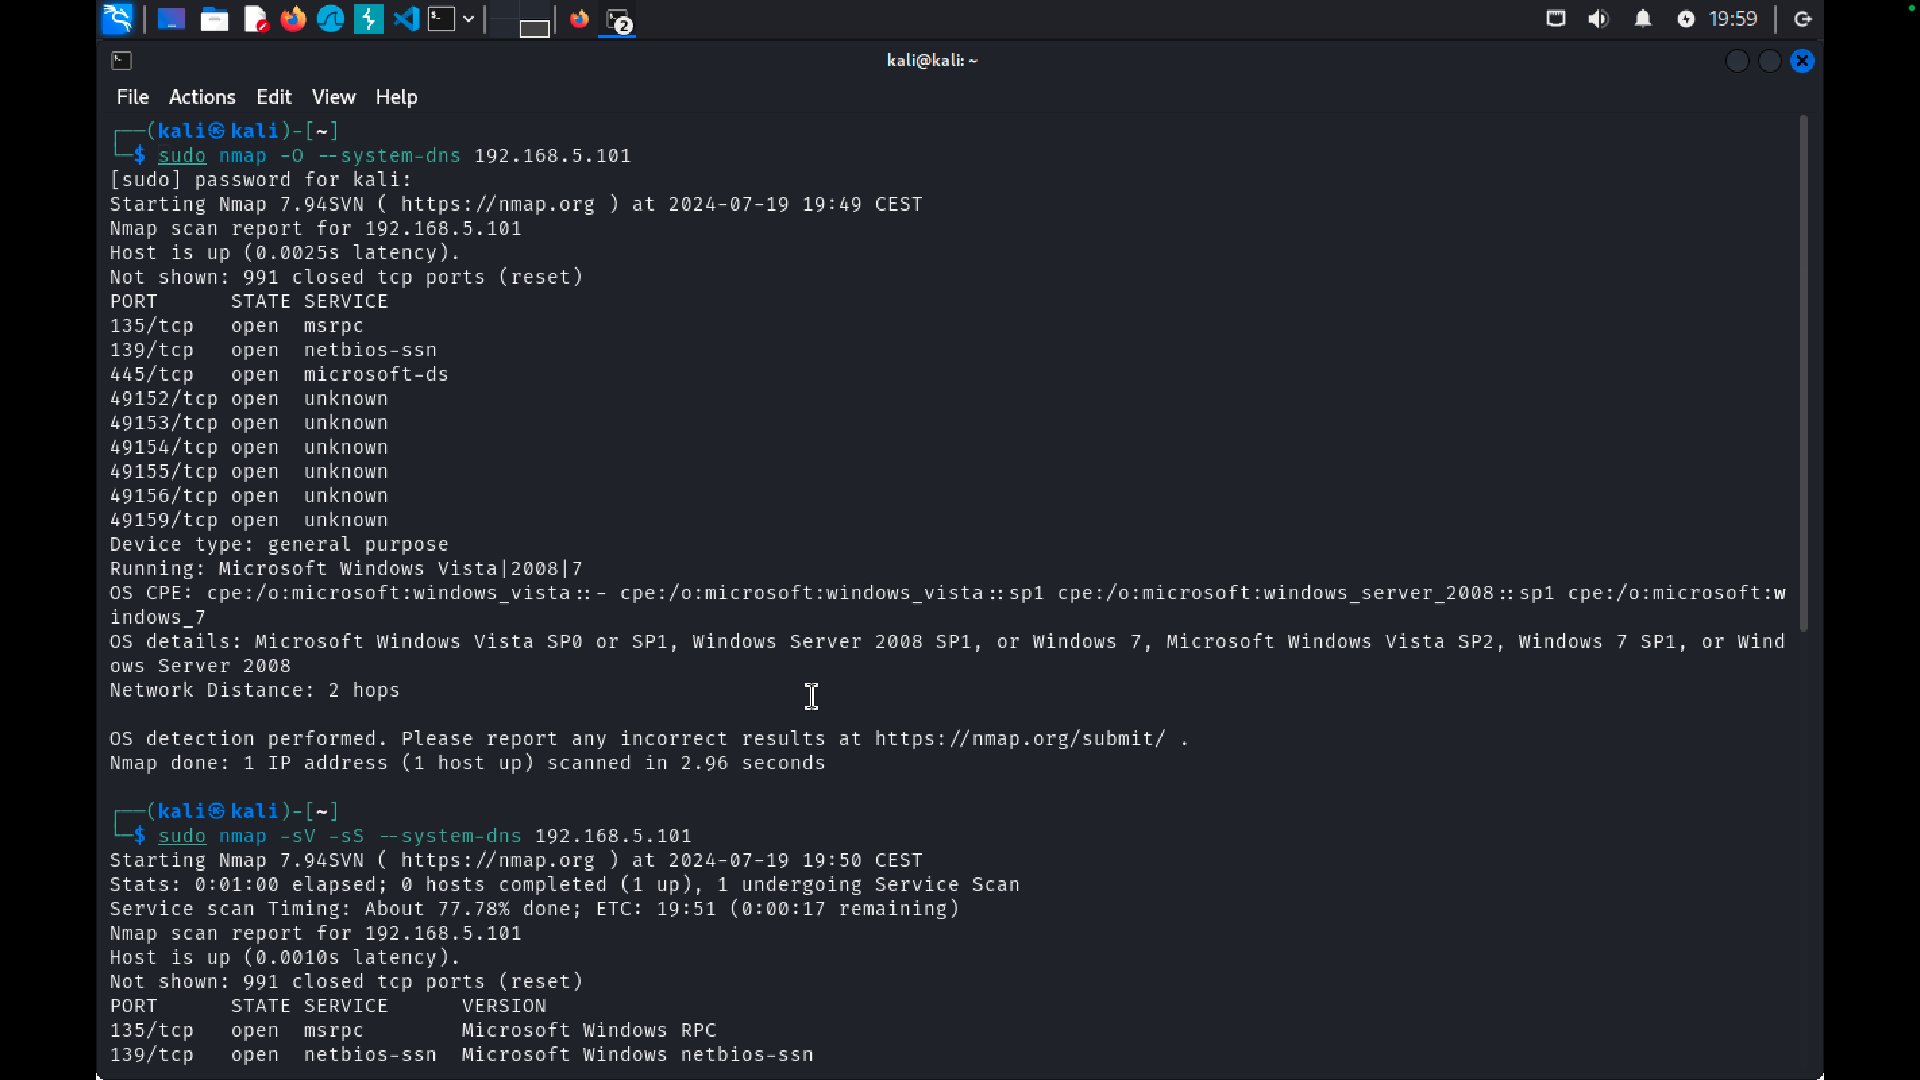 19:59
2
kali@kali: ~
File Actions Edit View Help
┌──(kali㉿kali)-[~]
└─$ sudo nmap -O --system-dns 192.168.5.101
[sudo] password for kali:
Starting Nmap 7.94SVN ( https://nmap.org ) at 2024-07-19 19:49 CEST
Nmap scan report for 192.168.5.101
Host is up (0.0025s latency).
Not shown: 991 closed tcp ports (reset)
PORT      STATE SERVICE
135/tcp   open  msrpc
139/tcp   open  netbios-ssn
445/tcp   open  microsoft-ds
49152/tcp open  unknown
49153/tcp open  unknown
49154/tcp open  unknown
49155/tcp open  unknown
49156/tcp open  unknown
49159/tcp open  unknown
Device type: general purpose
Running: Microsoft Windows Vista|2008|7
OS CPE: cpe:/o:microsoft:windows_vista::- cpe:/o:microsoft:windows_vista::sp1 cpe:/o:microsoft:windows_server_2008::sp1 cpe:/o:microsoft:w
indows_7
OS details: Microsoft Windows Vista SP0 or SP1, Windows Server 2008 SP1, or Windows 7, Microsoft Windows Vista SP2, Windows 7 SP1, or Wind
ows Server 2008
Network Distance: 2 hops
OS detection performed. Please report any incorrect results at https://nmap.org/submit/ .
Nmap done: 1 IP address (1 host up) scanned in 2.96 seconds
┌──(kali㉿kali)-[~]
└─$ sudo nmap -sV -sS --system-dns 192.168.5.101
Starting Nmap 7.94SVN ( https://nmap.org ) at 2024-07-19 19:50 CEST
Stats: 0:01:00 elapsed; 0 hosts completed (1 up), 1 undergoing Service Scan
Service scan Timing: About 77.78% done; ETC: 19:51 (0:00:17 remaining)
Nmap scan report for 192.168.5.101
Host is up (0.0010s latency).
Not shown: 991 closed tcp ports (reset)
PORT      STATE SERVICE      VERSION
135/tcp   open  msrpc        Microsoft Windows RPC
139/tcp   open  netbios-ssn  Microsoft Windows netbios-ssn